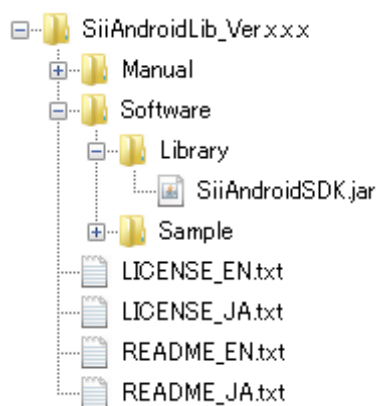 SiiAndroidLib_Ver.x.x.x
Manual
Software
Library
SiiAndroidSDK.jar
Sample
LICENSE_EN.txt
LICENSE_JA.txt
README_EN.txt
README_JA.txt